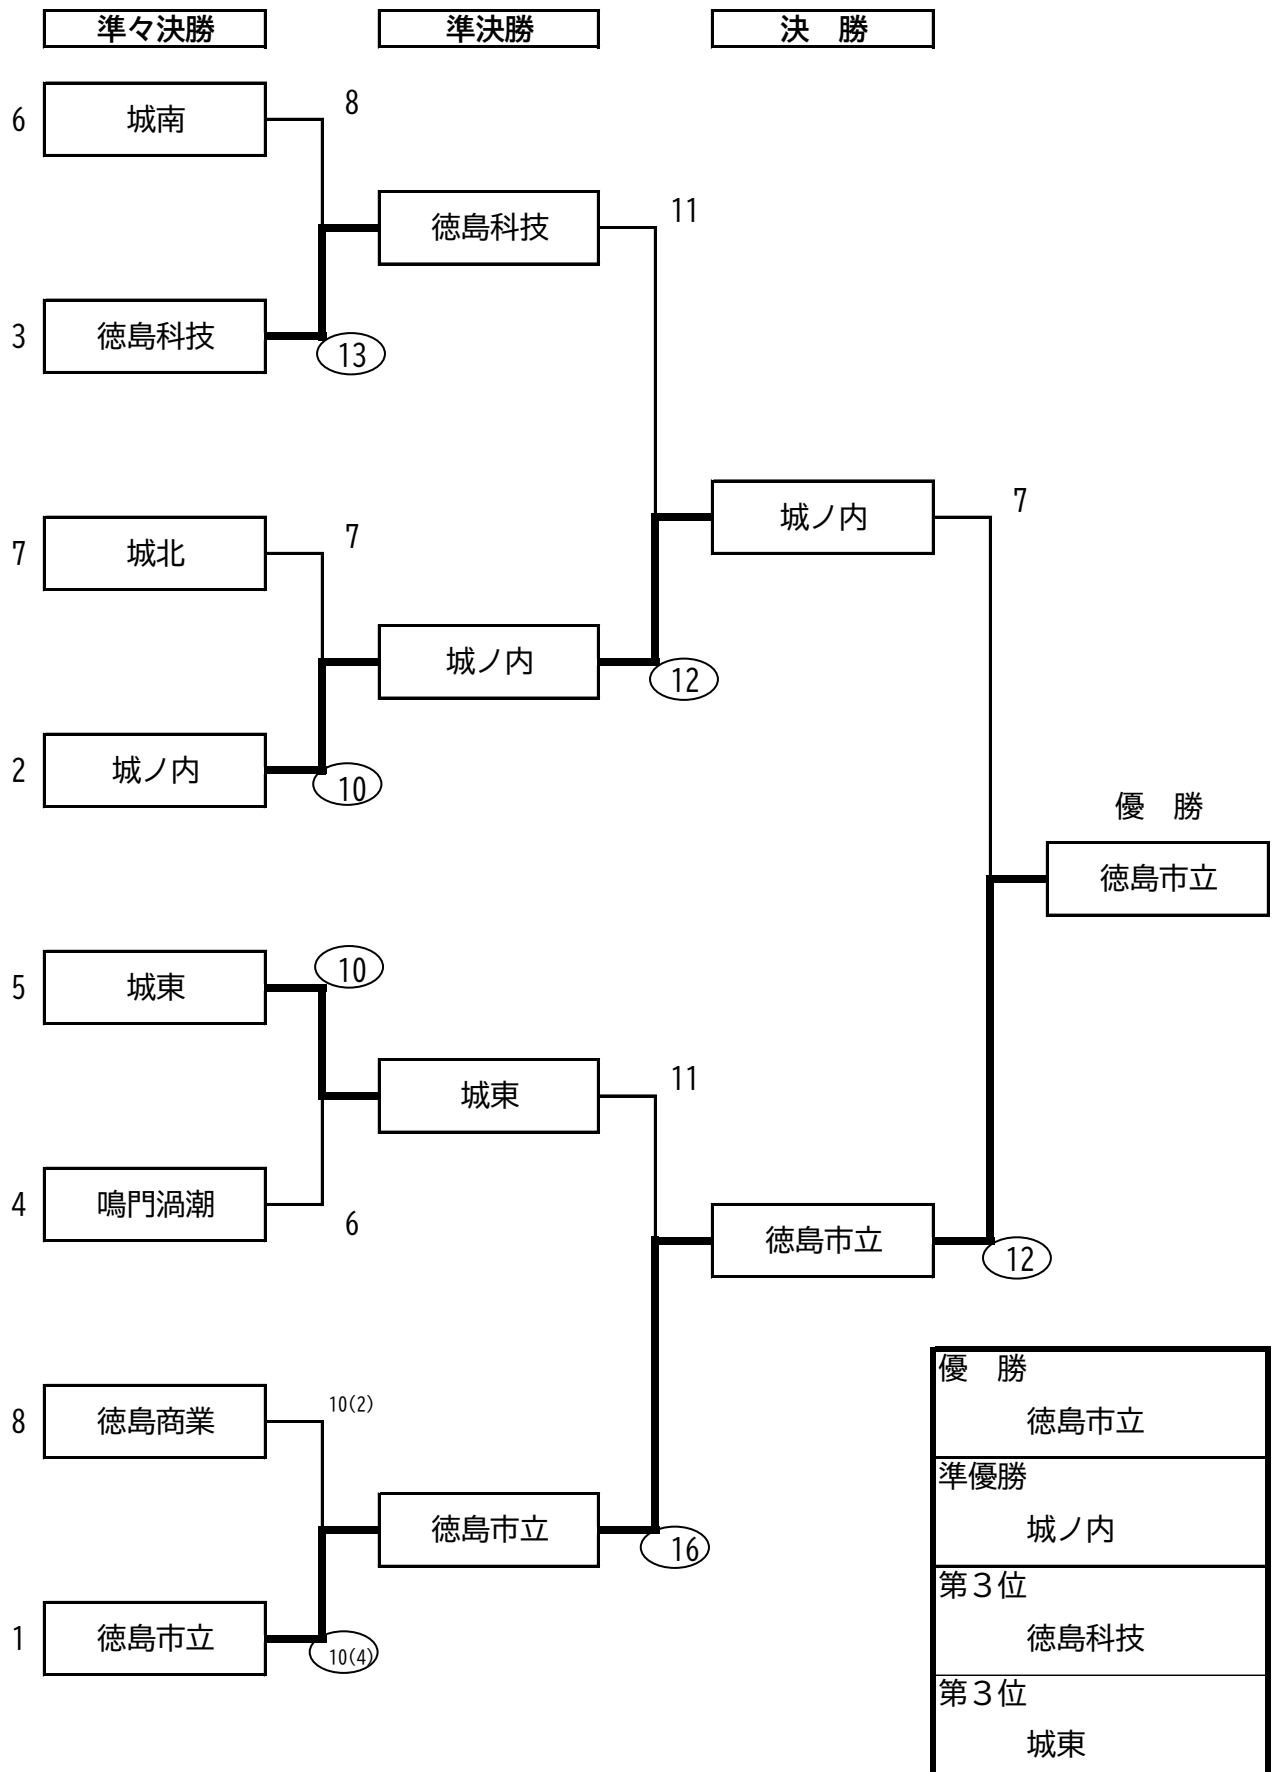 準々決勝 準決勝 決　勝
6 城南 8
徳島科技 11
3 徳島科技 13
7 城北 7
城ノ内 7
城ノ内 12
2 城ノ内 10
優　勝
徳島市立
5 城東 10
城東 11
4 鳴門渦潮 6
徳島市立 12
8 徳島商業 10(2)
徳島市立 16
1 徳島市立 10(4)
優　勝
徳島市立
準優勝
城ノ内
第３位
徳島科技
第３位
城東